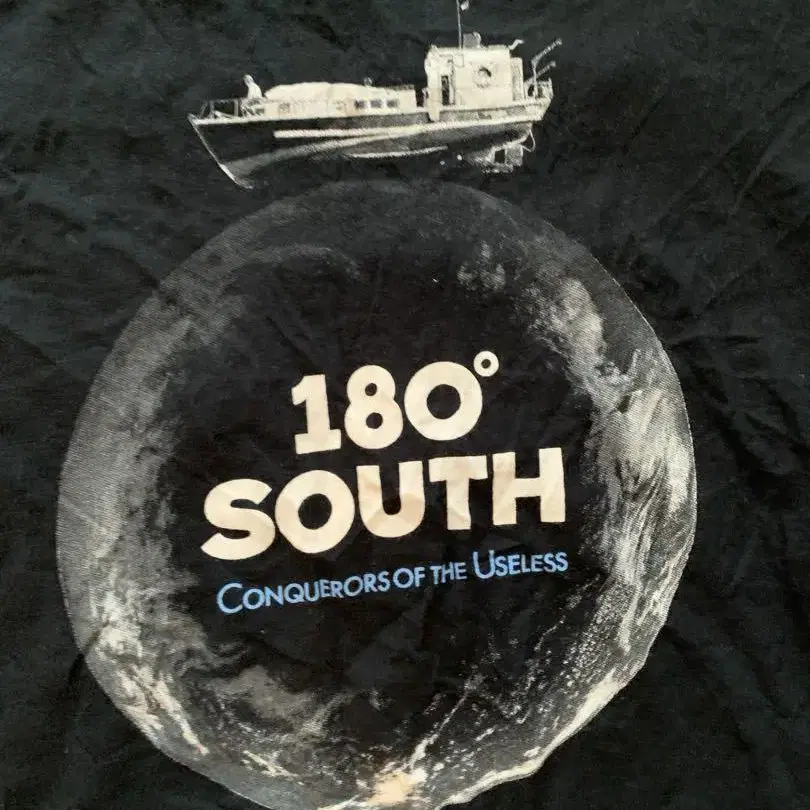 180°
SOUTH
CONQUERORS OF THE USELESS